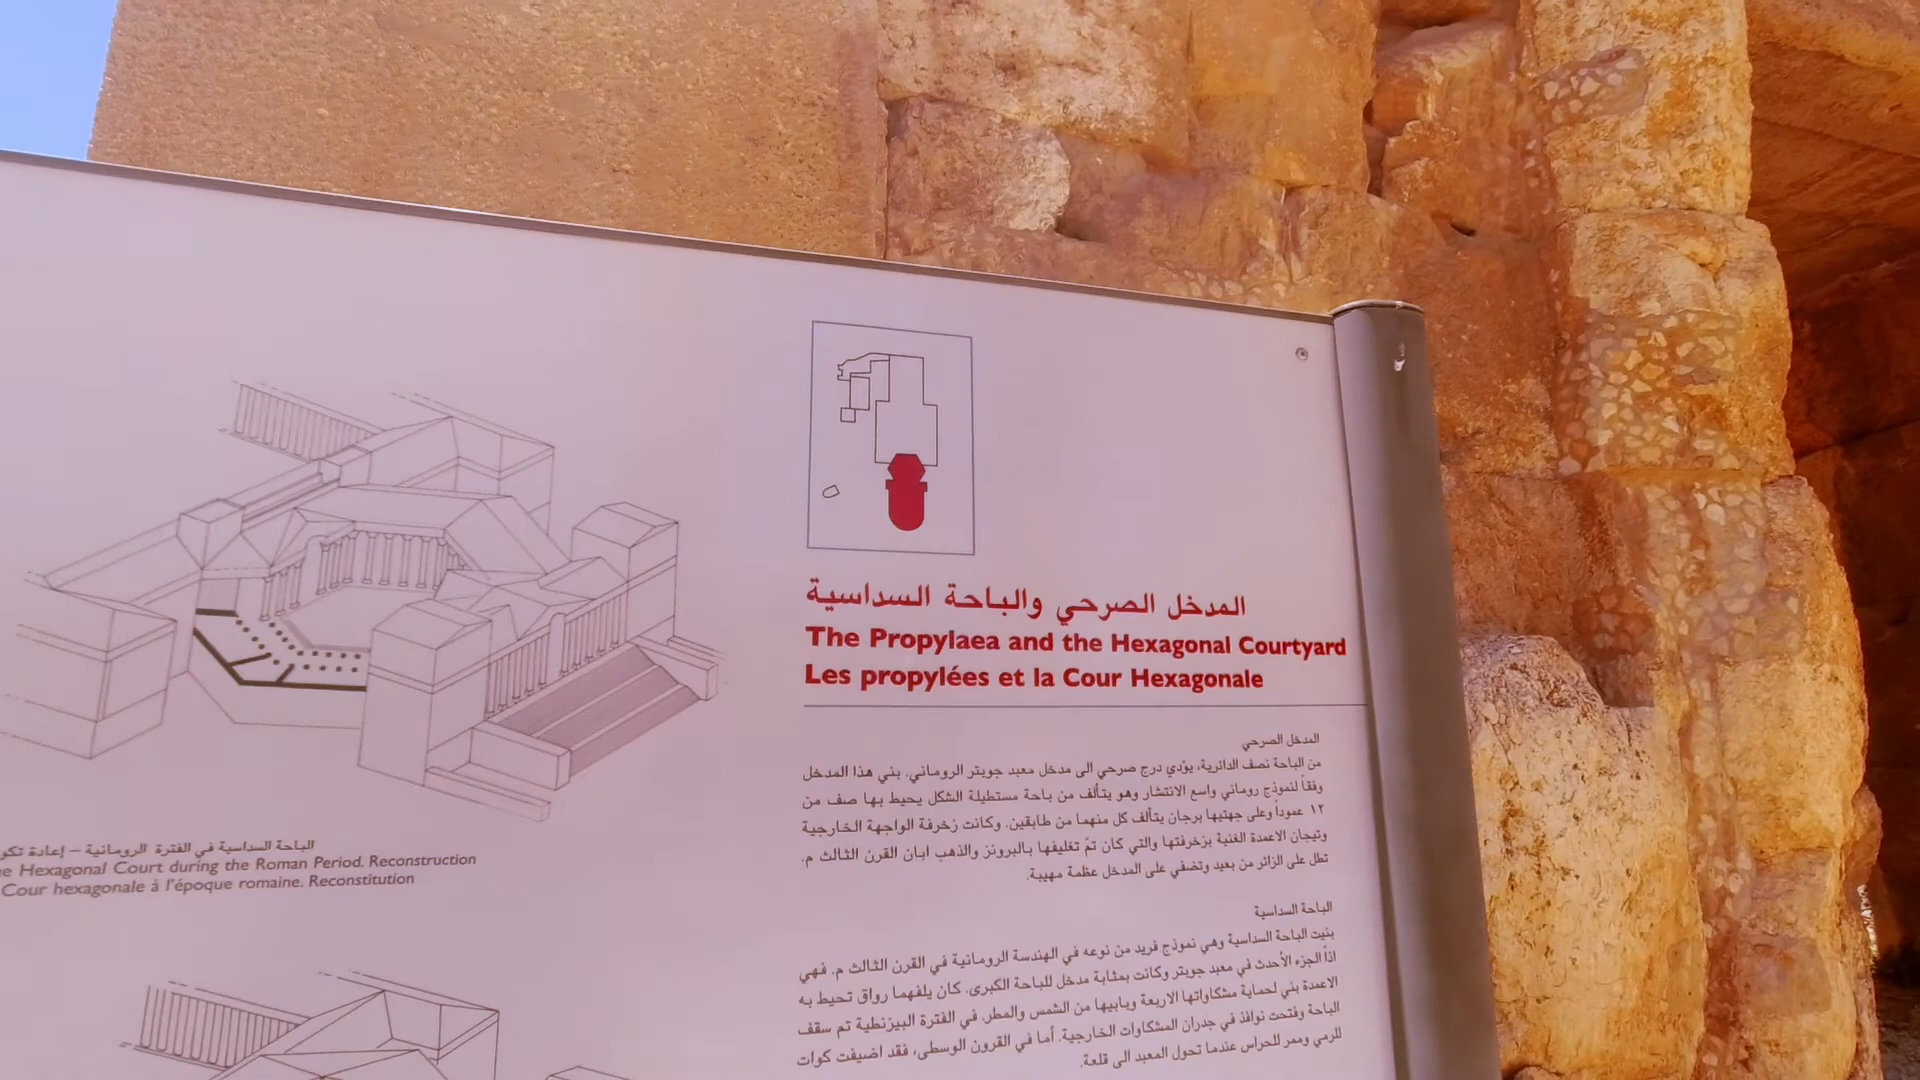 المدخل الصرحي والباحة السداسية
The Propylaea and the Hexagonal Courtyard
Les propylées et la Cour Hexagonale
المدخل الصرحي
من الباحة نصف الدائرية، يؤدي درج صرحي الى مدخل معبد جوبتر الروماني. بني هذا المدخل
وفقاً لنموذج روماني واسع الانتشار وهو يتألف من باحة مستطيلة الشكل يحيط بها صف من
١٢ عموداً وعلى جهتيها برجان يتألف كل منهما من طابقين. وكانت زخرفة الواجهة الخارجية
وتيجان الاعمدة الغنية بزخرفتها والتي كان تمّ تغليفها بالبرونز والذهب ابان القرن الثالث م.
تطل على الزائر من بعيد وتضفي على المدخل عظمة مهيبة.
الباحة السداسية
بنيت الباحة السداسية وهي نموذج فريد من نوعه في الهندسة الرومانية في القرن الثالث م. فهي
اذاً الجزء الأحدث في معبد جوبتر وكانت بمثابة مدخل للباحة الكبرى. كان يلفهما رواق تحيط به
الاعمدة بني لحماية مشكاواتها الاربعة وبابيها من الشمس والمطر. في الفترة البيزنطية تم سقف
الباحة وفتحت نوافذ في جدران المشكاوات الخارجية. أما في القرون الوسطى، فقد اضيفت كوات
للرمي وممر للحراس عندما تحول المعبد الى قلعة.
الباحة السداسية في الفترة الرومانية – إعادة
Hexagonal Court during the Roman Period. Reconstruction
Cour hexagonale à l'époque romaine. Reconstitution